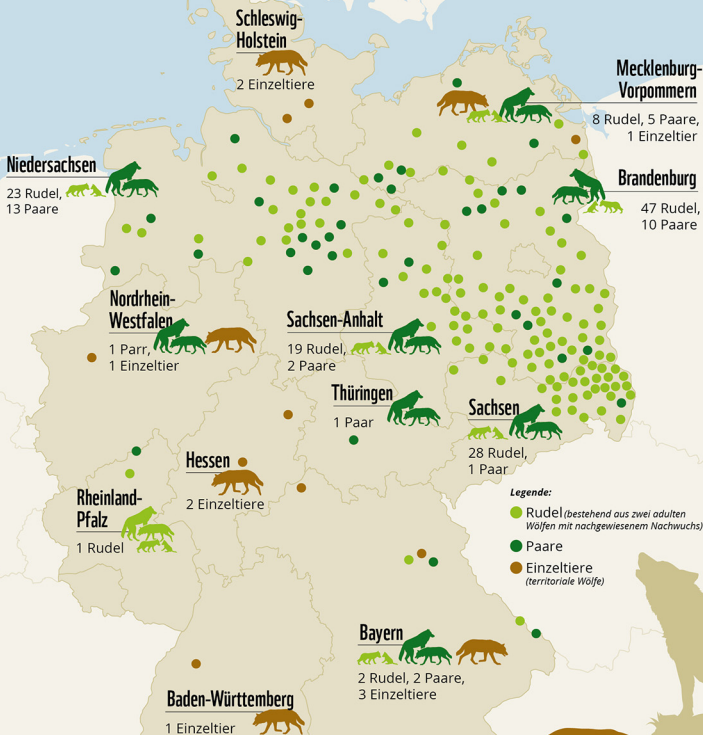 Schleswig-
Holstein
2 Einzeltiere
Mecklenburg-
Vorpommern
8 Rudel, 5 Paare,
1 Einzeltier
Niedersachsen
23 Rudel,
13 Paare
Brandenburg
47 Rudel,
10 Paare
Nordrhein-
Westfalen
1 Parr,
1 Einzeltier
Sachsen-Anhalt
19 Rudel,
2 Paare
Thüringen
1 Paar
Sachsen
28 Rudel,
1 Paar
Hessen
2 Einzeltiere
Rheinland-
Pfalz
1 Rudel
Legende:
Rudel (bestehend aus zwei adulten
Wölfen mit nachgewiesenem Nachwuchs)
Paare
Einzeltiere
(territoriale Wölfe)
Bayern
2 Rudel, 2 Paare,
3 Einzeltiere
Baden-Württemberg
1 Einzeltier